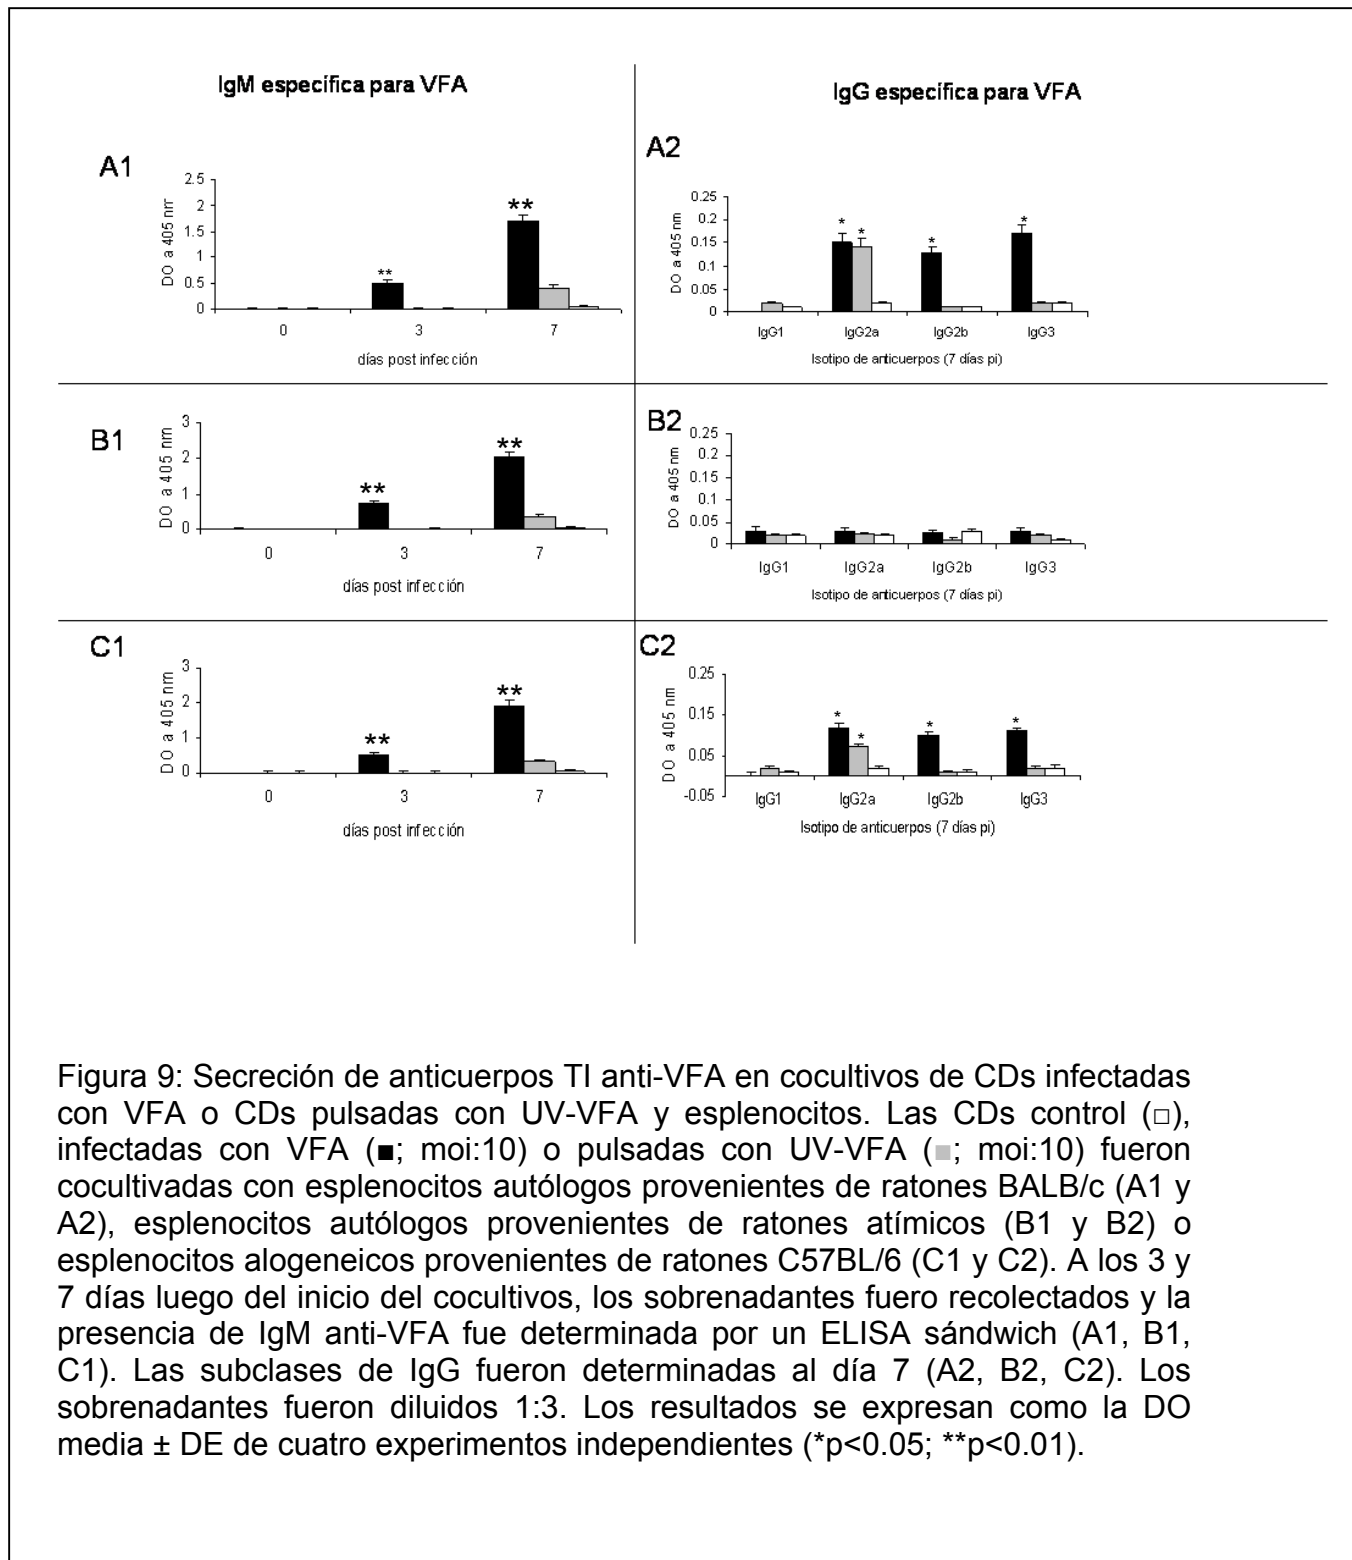 IgM específica para VFA
IgG específica para VFA
A1
2.5
2
1.5
1
0.5
0
DO a 405 nm
**
**
0 3 7
días post infección
A2
0.25
0.2
0.15
0.1
0.05
0
DO a 405 nm
* * * *
IgG1 IgG2a IgG2b IgG3
Isotipo de anticuerpos (7 días pi)
B1
3
2
1
0
DO a 405 nm
**
**
0 3 7
días post infección
B2
0.25
0.2
0.15
0.1
0.05
0
DO a 405 nm
IgG1 IgG2a IgG2b IgG3
Isotipo de anticuerpos (7 días pi)
C1
3
2
1
0
DO a 405 nm
**
**
0 3 7
días post infección
C2
0.25
0.15
0.05
-0.05
DO a 405 nm
* * * *
IgG1 IgG2a IgG2b IgG3
Isotipo de anticuerpos (7 días pi)
Figura 9: Secreción de anticuerpos TI anti-VFA en cocultivos de CDs infectadas
con VFA o CDs pulsadas con UV-VFA y esplenocitos. Las CDs control (□),
infectadas con VFA (■; moi:10) o pulsadas con UV-VFA (■; moi:10) fueron
cocultivadas con esplenocitos autólogos provenientes de ratones BALB/c (A1 y
A2), esplenocitos autólogos provenientes de ratones atímicos (B1 y B2) o
esplenocitos alogeneicos provenientes de ratones C57BL/6 (C1 y C2). A los 3 y
7 días luego del inicio del cocultivos, los sobrenadantes fuero recolectados y la
presencia de IgM anti-VFA fue determinada por un ELISA sándwich (A1, B1,
C1). Las subclases de IgG fueron determinadas al día 7 (A2, B2, C2). Los
sobrenadantes fueron diluidos 1:3. Los resultados se expresan como la DO
media ± DE de cuatro experimentos independientes (*p<0.05; **p<0.01).